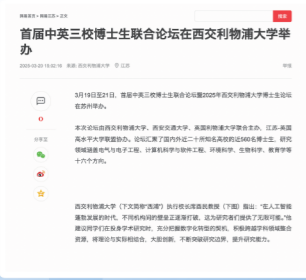 首届中英三校博士生联合论坛在西交利物浦大学举办
3月19日至21日，首届中英三校博士生联合论坛暨2025年西交利物浦大学博士生论坛在苏州举办。
本次论坛由西交利物浦大学、西安交通大学、英国利物浦大学联合主办，江苏-英国高水平大学联盟协办。论坛汇聚了国内外近二十所知名高校的近560名博士生，研究领域涵盖电气与电子工程、计算机科学与软件工程、环境科学、生物科学、教育学等十六个方向。
西交利物浦大学（下文简称“西浦”）执行校长席酉民教授（下图）指出：“在人工智能蓬勃发展的时代，不同机构间的壁垒正逐渐打破，这为研究者们提供了无限可能。”他建议同学们在投身学术研究时，充分把握数字化转型的契机，积极跨越学科领域整合资源，将理论与实际相结合，大胆创新，不断突破研究边界，提升研究能力。